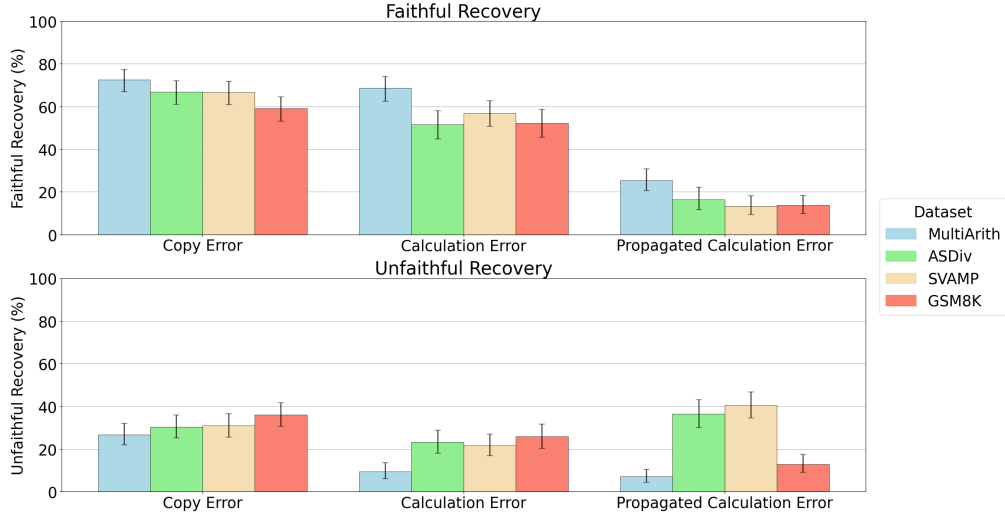 Faithful Recovery
Faithful Recovery (%)
100
80
60
40
20
0
Copy Error
Calculation Error
Propagated Calculation Error
Unfaithful Recovery
Unfaithful Recovery (%)
100
80
60
40
20
0
Copy Error
Calculation Error
Propagated Calculation Error
Dataset
MultiArith
ASDiv
SVAMP
GSM8K